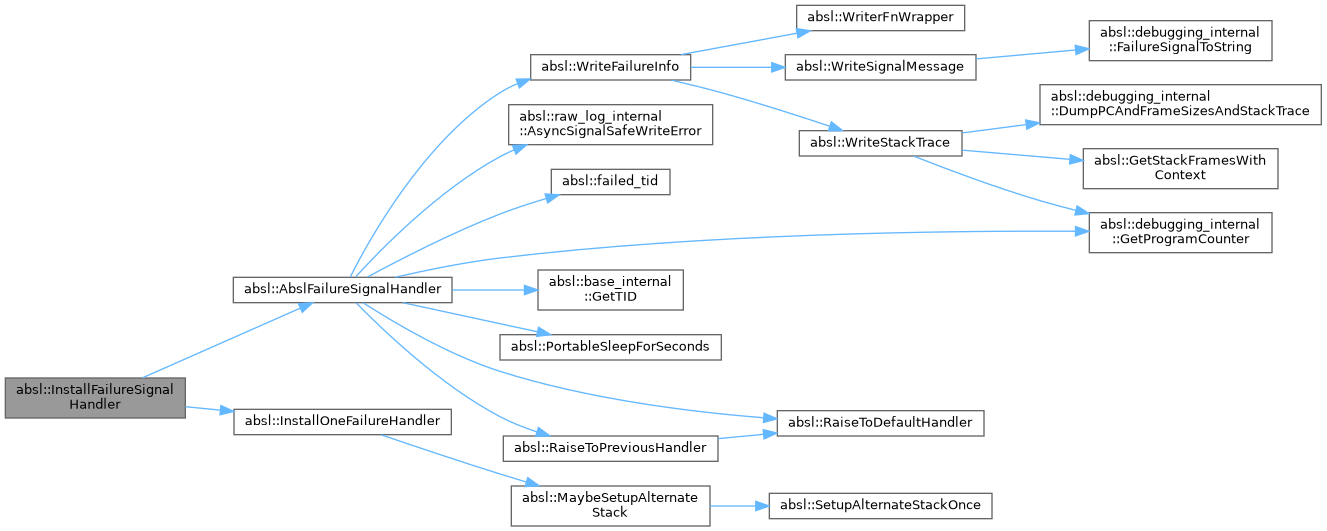 absl::WriterFnWrapper
absl::debugging_internal
::FailureSignalToString
absl::WriteFailureInfo
absl::WriteSignalMessage
absl::debugging_internal
::DumpPCAndFrameSizesAndStackTrace
absl::raw_log_internal
::AsyncSignalSafeWriteError
absl::WriteStackTrace
absl::GetStackFramesWith
Context
absl::failed_tid
absl::debugging_internal
::GetProgramCounter
absl::AbslFailureSignalHandler
absl::base_internal
::GetTID
absl::PortableSleepForSeconds
absl::InstallFailureSignal
Handler
absl::InstallOneFailureHandler
absl::RaiseToDefaultHandler
absl::RaiseToPreviousHandler
absl::MaybeSetupAlternate
Stack
absl::SetupAlternateStackOnce